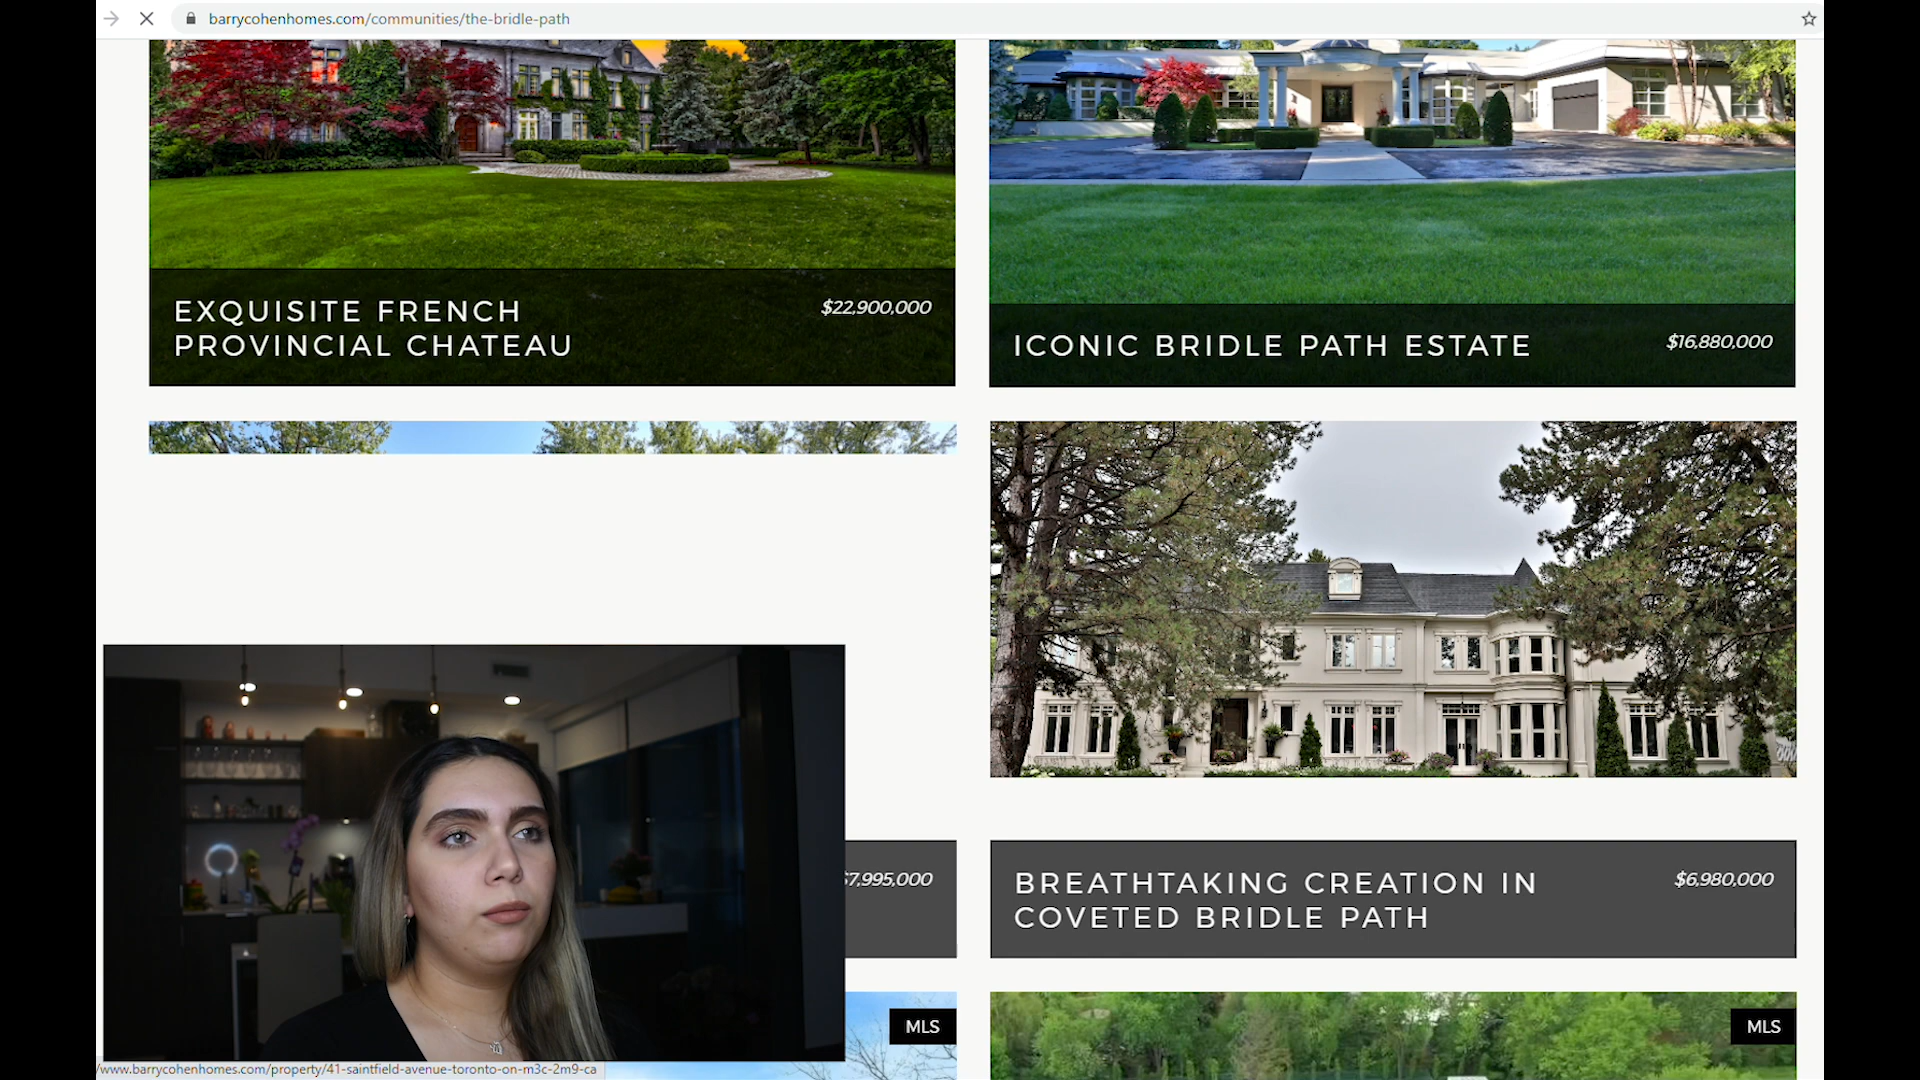 barrycohenhomes.com/communities/the-bridle-path
EXQUISITE FRENCH
PROVINCIAL CHATEAU
$22,900,000
ICONIC BRIDLE PATH ESTATE
$16,880,000
$7,995,000
BREATHTAKING CREATION IN
COVETED BRIDLE PATH
$6,980,000
MLS
MLS
/www.barrycohenhomes.com/property/41-saintfield-avenue-toronto-on-m3c-2m9-ca